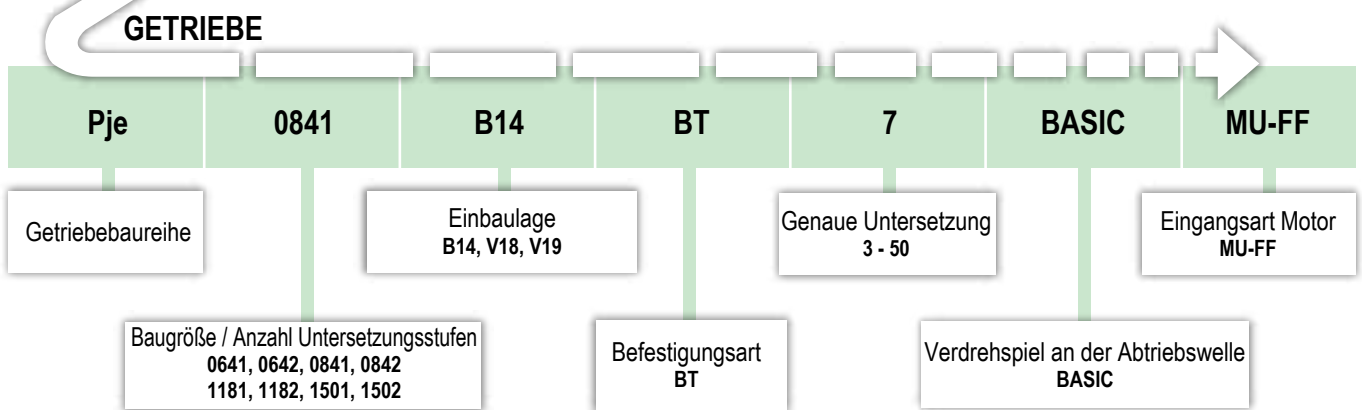 GETRIEBE
Pje 0841 B14 BT 7 BASIC MU-FF
Getriebebaureihe
Einbaulage
B14, V18, V19
Genaue Untersetzung
3 - 50
Eingangsart Motor
MU-FF
Baugröße / Anzahl Untersetzungsstufen
0641, 0642, 0841, 0842
1181, 1182, 1501, 1502
Befestigungsart
BT
Verdrehspiel an der Abtriebswelle
BASIC